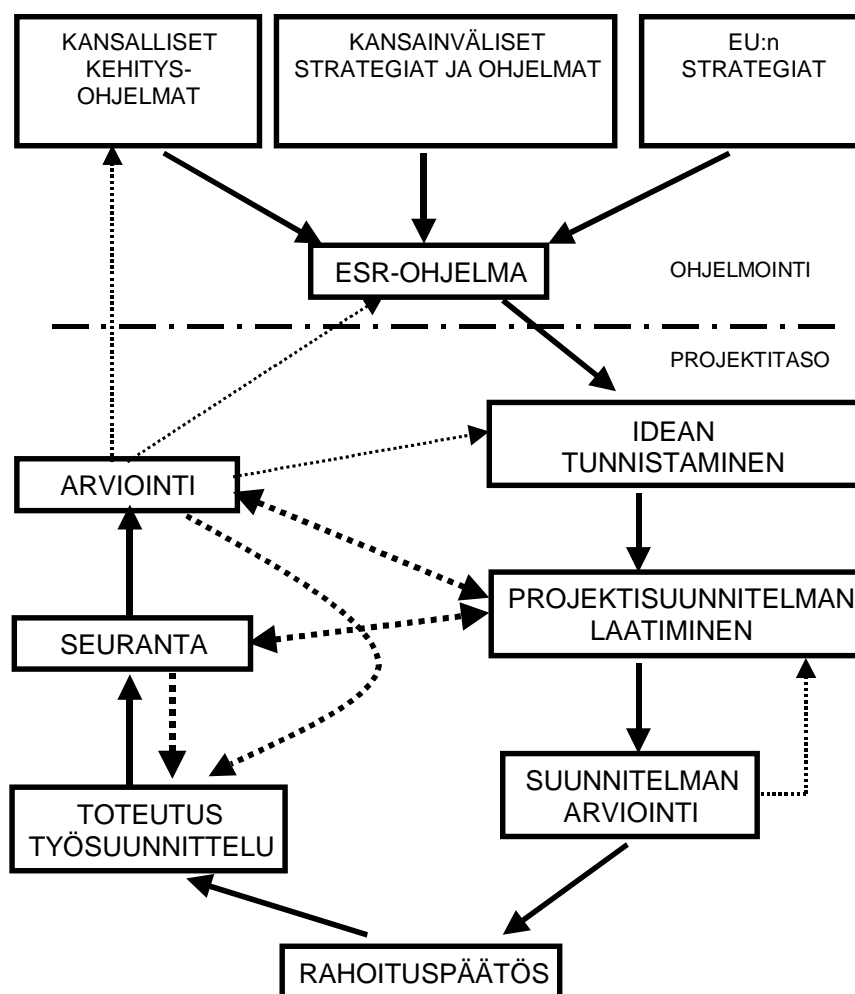 KANSALLISET
KEHITYS-
OHJELMAT
KANSAINVÄLISET
STRATEGIAT JA OHJELMAT
EU:n
STRATEGIAT
ESR-OHJELMA
OHJELMOINTI
PROJEKTITASO
IDEAN
TUNNISTAMINEN
ARVIOINTI
PROJEKTISUUNNITELMAN
LAATIMINEN
SEURANTA
SUUNNITELMAN
ARVIOINTI
TOTEUTUS
TYÖSUUNNITTELU
RAHOITUSPÄÄTÖS